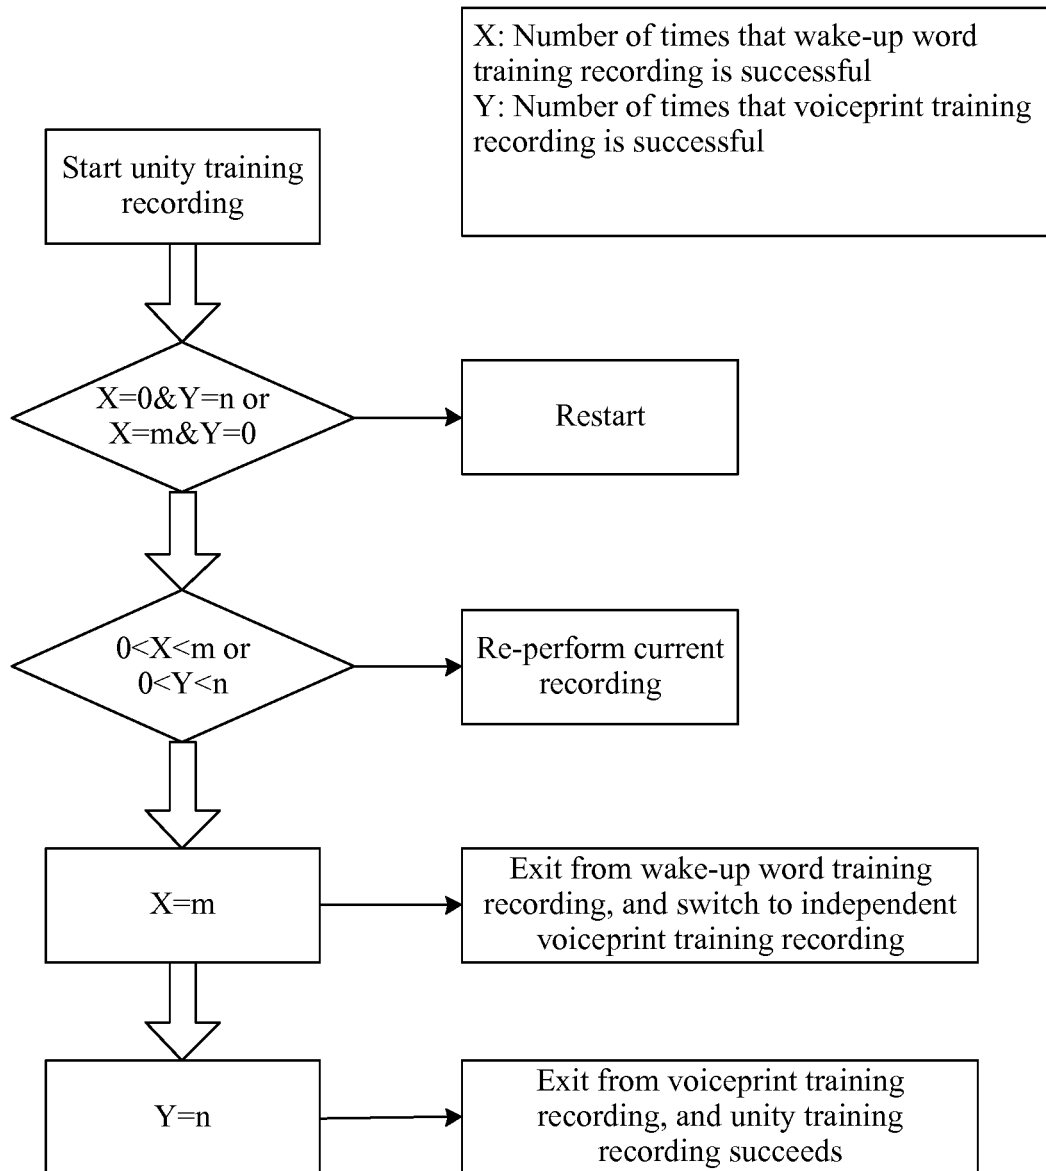 X: Number of times that wake-up word
training recording is successful
Y: Number of times that voiceprint training
recording is successful
Start unity training
recording
X=0&Y=n or
X=m&Y=0
Restart
0<X<m or
0<Y<n
Re-perform current
recording
X=m
Exit from wake-up word training
recording, and switch to independent
voiceprint training recording
Y=n
Exit from voiceprint training
recording, and unity training
recording succeeds